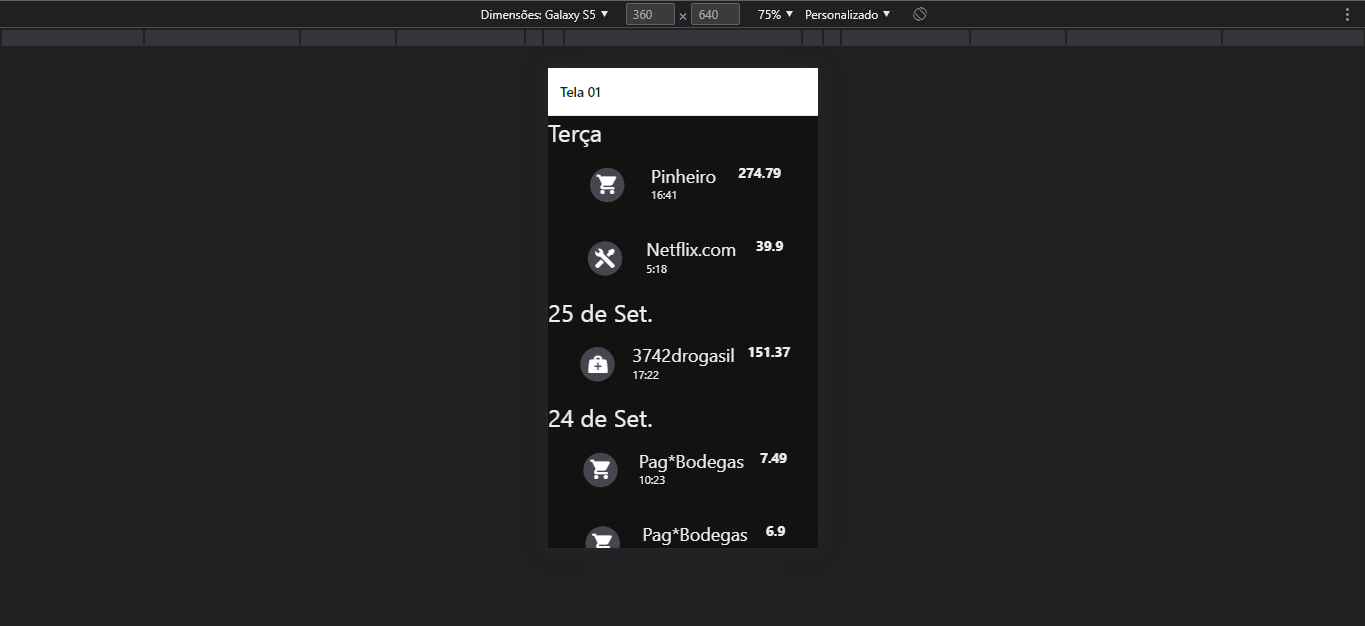 Dimensões: Galaxy S5 ▼ 360 × 640 75% ▼ Personalizado ▼
Tela 01
Terça
Pinheiro 274.79
16:41
Netflix.com 39.9
5:18
25 de Set.
3742drogasil 151.37
17:22
24 de Set.
Pag*Bodegas 7.49
10:23
Pag*Bodegas 6.9